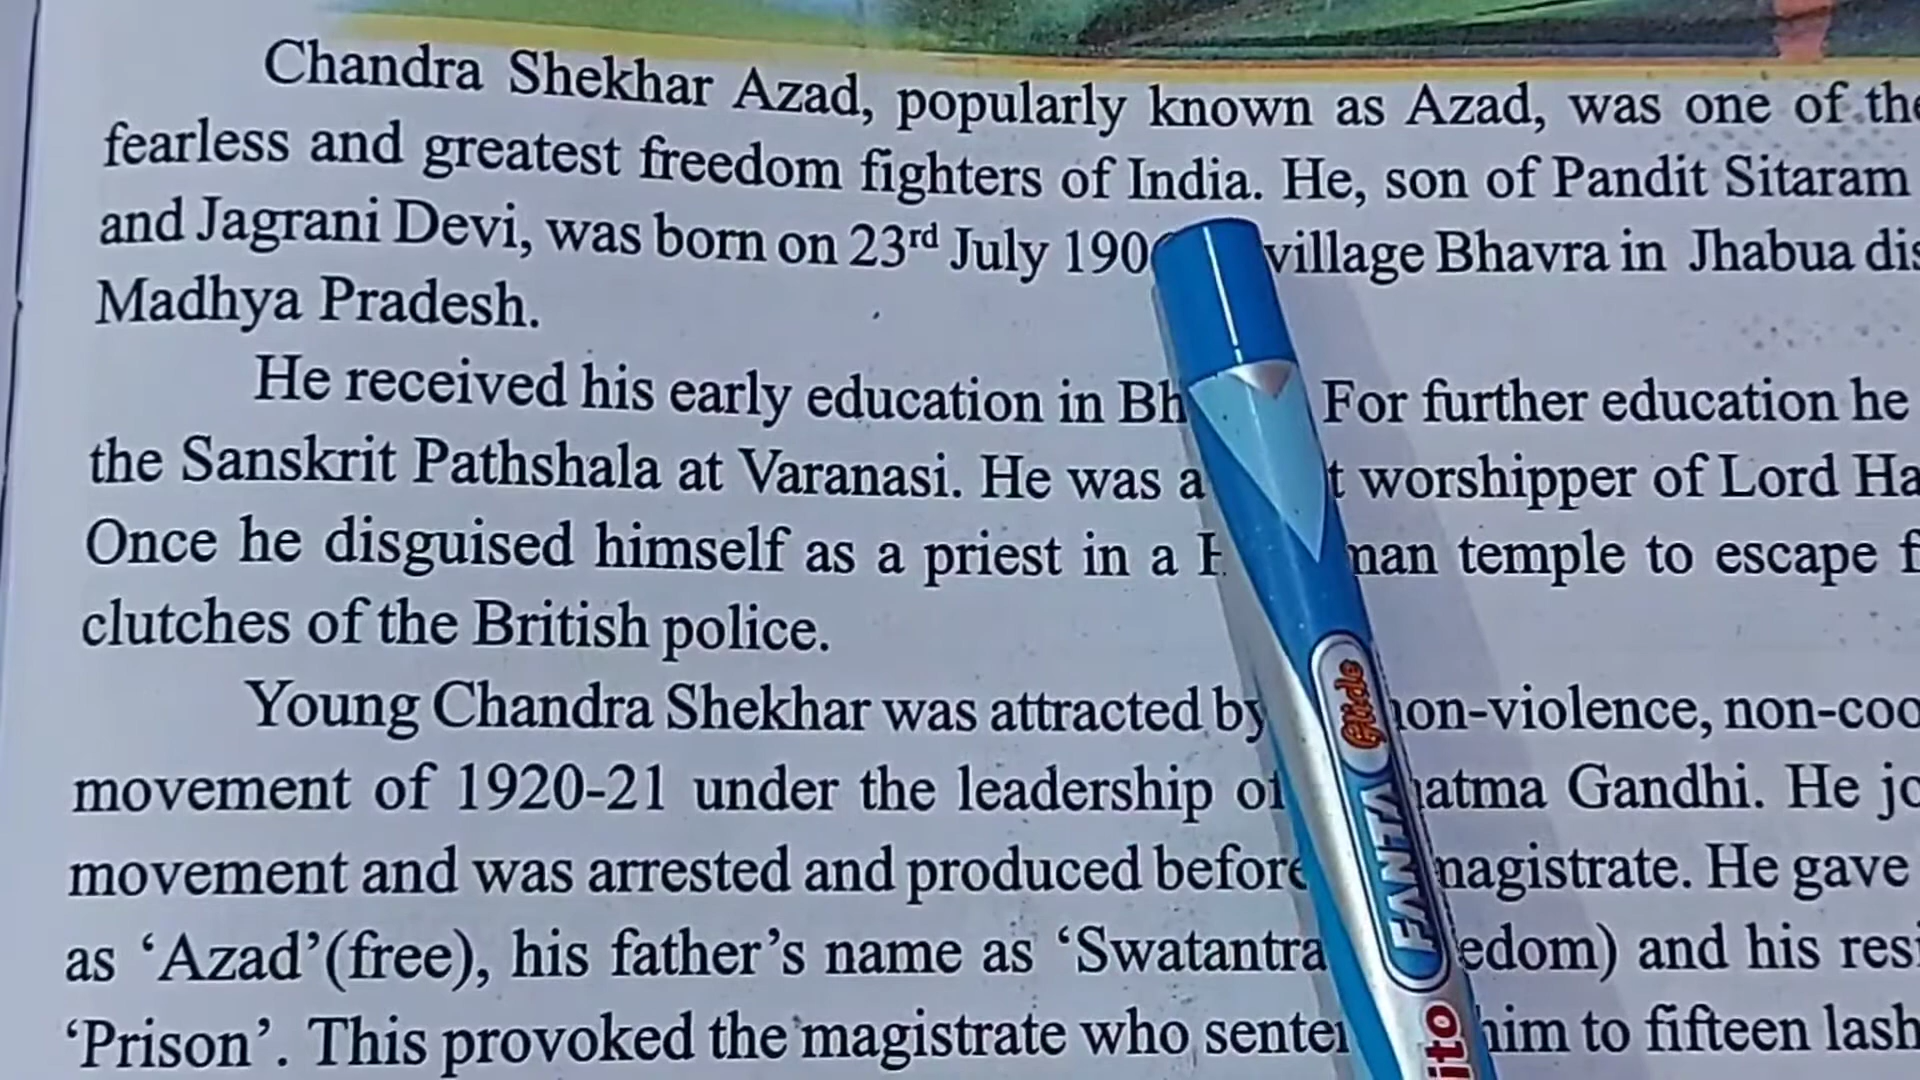 Chandra Shekhar Azad, popularly known as Azad, was one of the
fearless and greatest freedom fighters of India. He, son of Pandit Sitaram
and Jagrani Devi, was born on 23rd July village Bhavra in Jhabua
Madhya Pradesh.
He received his early education in For further education he
the Sanskrit Pathshala at Varanasi. He was a worshipper of Lord
Once he disguised himself as a priest in a temple to escape
clutches of the British police.
Young Chandra Shekhar was attracted by non-violence,
movement of 1920-21 under the leadership of Gandhi. He
movement and was arrested and produced before magistrate. He gave
as ‘Azad’(free), his father’s name as ‘Swatantra and his
‘Prison’. This provoked the magistrate who him to fifteen
Glide
FANTA